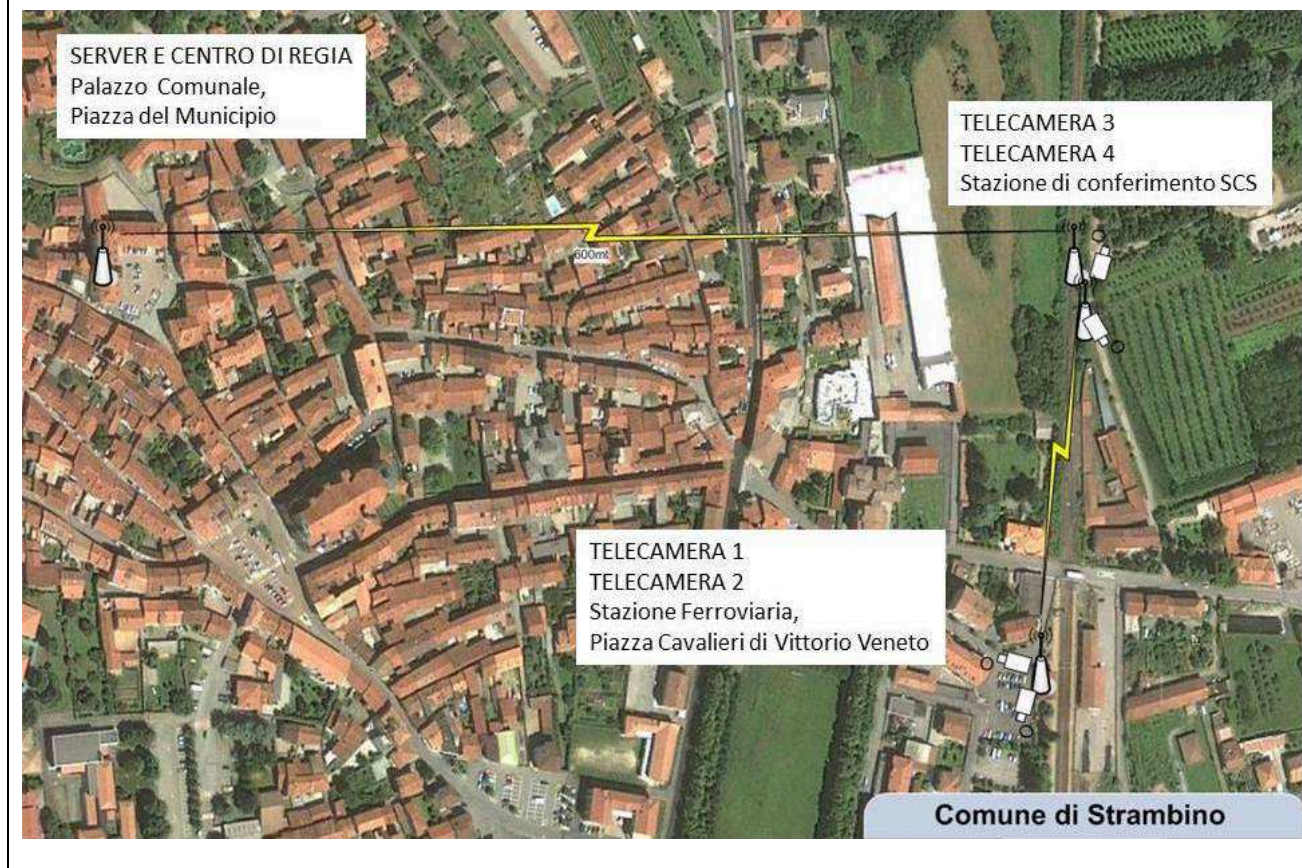 SERVER E CENTRO DI REGIA
Palazzo Comunale,
Piazza del Municipio
TELECAMERA 3
TELECAMERA 4
Stazione di conferimento SCS
600mt
TELECAMERA 1
TELECAMERA 2
Stazione Ferroviaria,
Piazza Cavalieri di Vittorio Veneto
Comune di Strambino